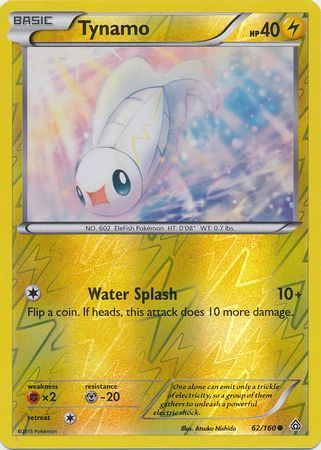 BASIC
Tynamo
HP40
NO. 602 EleFish Pokémon HT: 0'08" WT: 0.7 lbs.
Water Splash 10+
Flip a coin. If heads, this attack does 10 more damage.
weakness resistance
×2 -20
retreat
One alone can emit only a trickle of
electricity, so a group of them
gathers to unleash a powerful
electric shock.
©2015 Pokémon
Illus. Atsuko Nishida
62/160